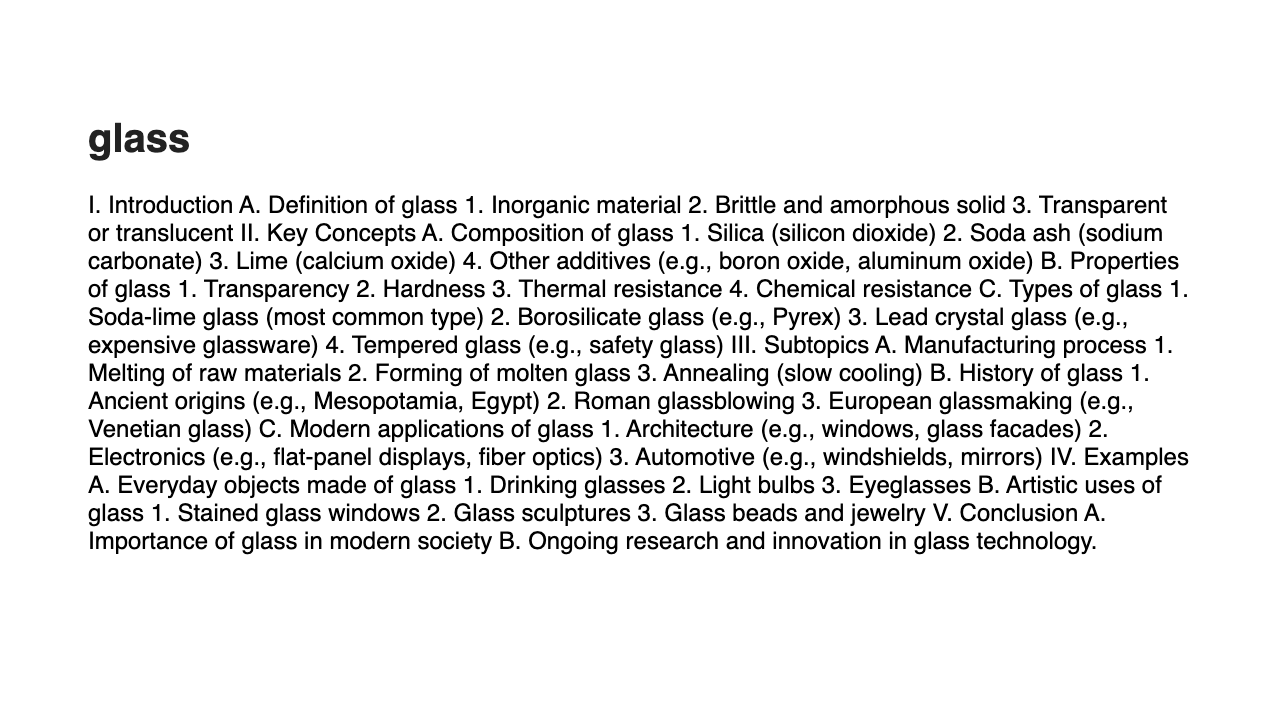 glass
I. Introduction A. Definition of glass 1. Inorganic material 2. Brittle and amorphous solid 3. Transparent
or translucent II. Key Concepts A. Composition of glass 1. Silica (silicon dioxide) 2. Soda ash (sodium
carbonate) 3. Lime (calcium oxide) 4. Other additives (e.g., boron oxide, aluminum oxide) B. Properties
of glass 1. Transparency 2. Hardness 3. Thermal resistance 4. Chemical resistance C. Types of glass 1.
Soda-lime glass (most common type) 2. Borosilicate glass (e.g., Pyrex) 3. Lead crystal glass (e.g.,
expensive glassware) 4. Tempered glass (e.g., safety glass) III. Subtopics A. Manufacturing process 1.
Melting of raw materials 2. Forming of molten glass 3. Annealing (slow cooling) B. History of glass 1.
Ancient origins (e.g., Mesopotamia, Egypt) 2. Roman glassblowing 3. European glassmaking (e.g.,
Venetian glass) C. Modern applications of glass 1. Architecture (e.g., windows, glass facades) 2.
Electronics (e.g., flat-panel displays, fiber optics) 3. Automotive (e.g., windshields, mirrors) IV. Examples
A. Everyday objects made of glass 1. Drinking glasses 2. Light bulbs 3. Eyeglasses B. Artistic uses of
glass 1. Stained glass windows 2. Glass sculptures 3. Glass beads and jewelry V. Conclusion A.
Importance of glass in modern society B. Ongoing research and innovation in glass technology.